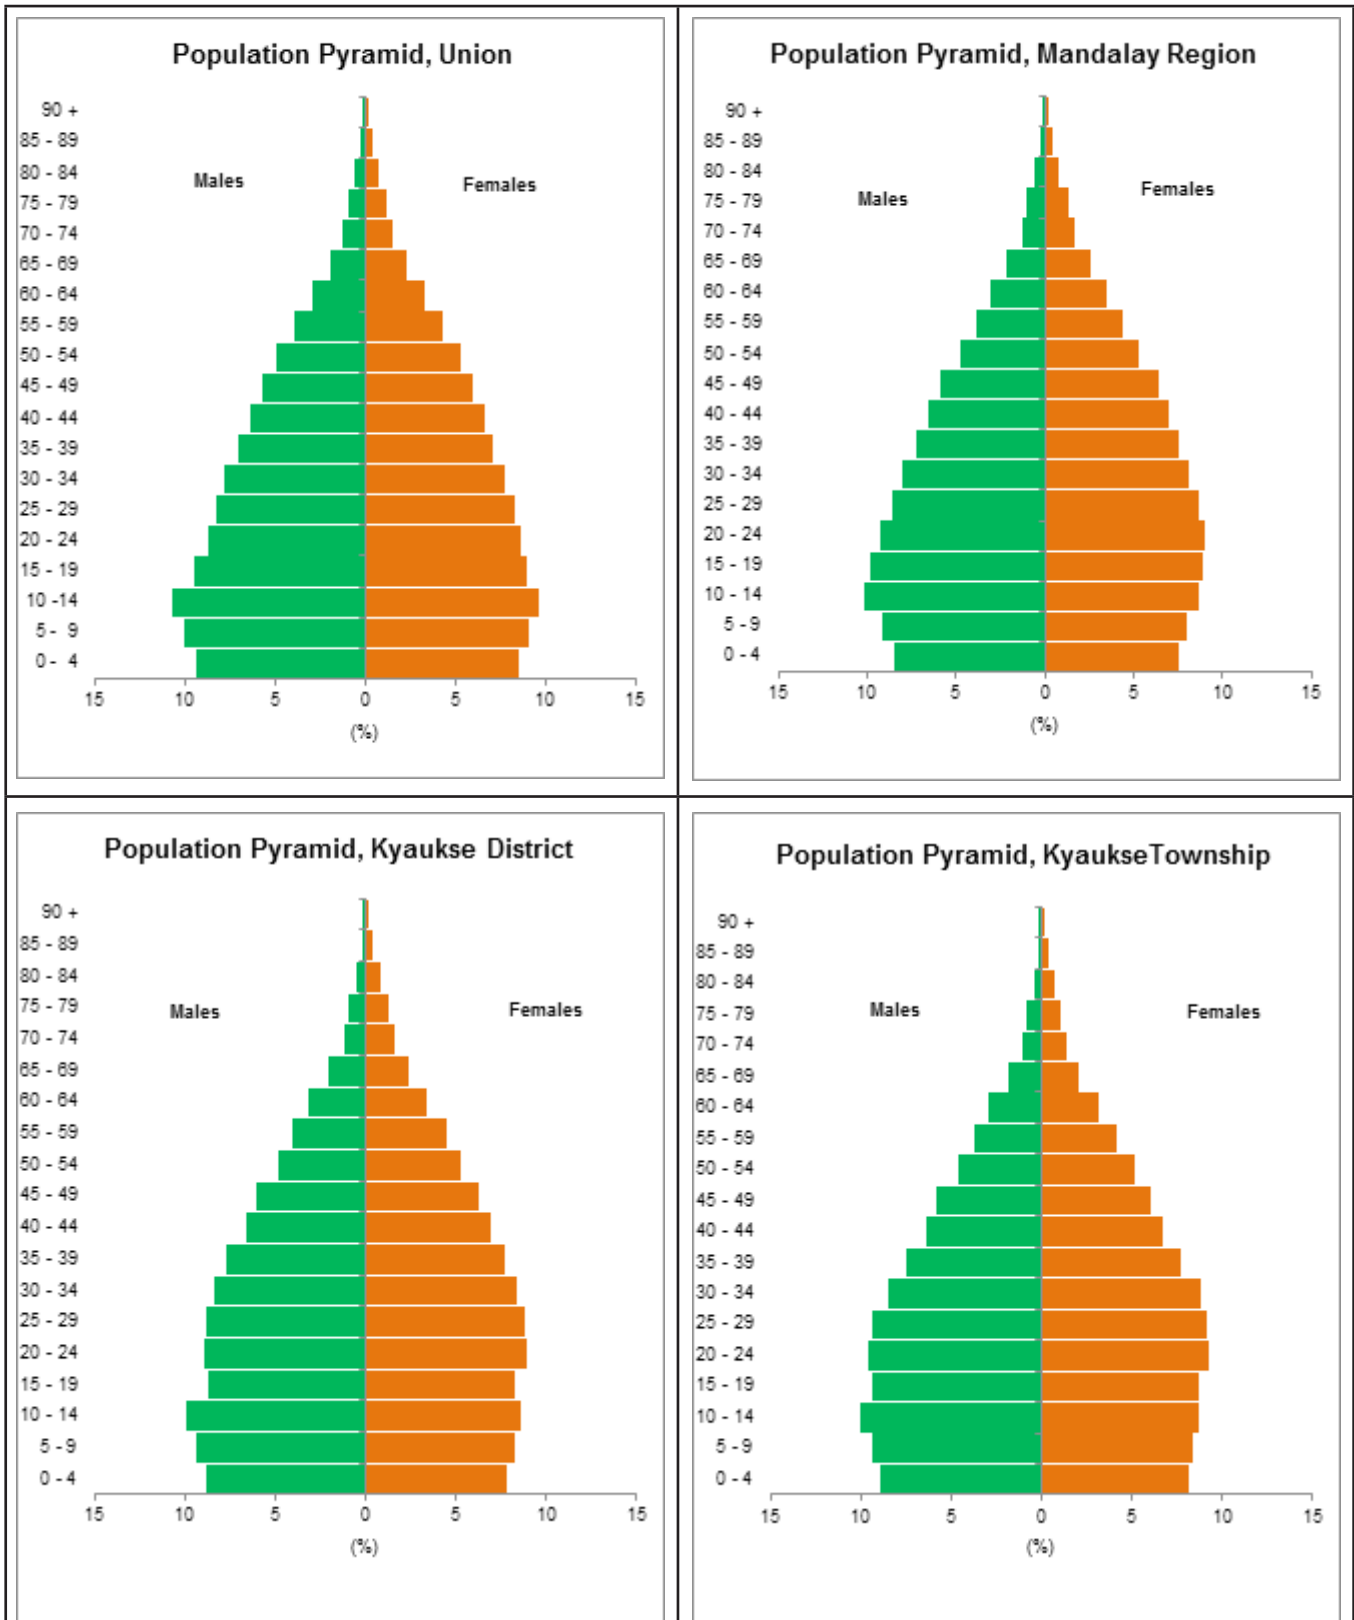 Population Pyramid, Union
90 +
85 - 89
80 - 84
75 - 79
70 - 74
65 - 69
60 - 64
55 - 59
50 - 54
45 - 49
40 - 44
35 - 39
30 - 34
25 - 29
20 - 24
15 - 19
10 -14
5 - 9
0 - 4
Males
Females
15 10 5 0 5 10 15
(%)
Population Pyramid, Mandalay Region
90 +
85 - 89
80 - 84
75 - 79
70 - 74
65 - 69
60 - 64
55 - 59
50 - 54
45 - 49
40 - 44
35 - 39
30 - 34
25 - 29
20 - 24
15 - 19
10 - 14
5 - 9
0 - 4
Males
Females
15 10 5 0 5 10 15
(%)
Population Pyramid, Kyaukse District
90 +
85 - 89
80 - 84
75 - 79
70 - 74
65 - 69
60 - 64
55 - 59
50 - 54
45 - 49
40 - 44
35 - 39
30 - 34
25 - 29
20 - 24
15 - 19
10 - 14
5 - 9
0 - 4
Males
Females
15 10 5 0 5 10 15
(%)
Population Pyramid, KyaukseTownship
90 +
85 - 89
80 - 84
75 - 79
70 - 74
65 - 69
60 - 64
55 - 59
50 - 54
45 - 49
40 - 44
35 - 39
30 - 34
25 - 29
20 - 24
15 - 19
10 - 14
5 - 9
0 - 4
Males
Females
15 10 5 0 5 10 15
(%)